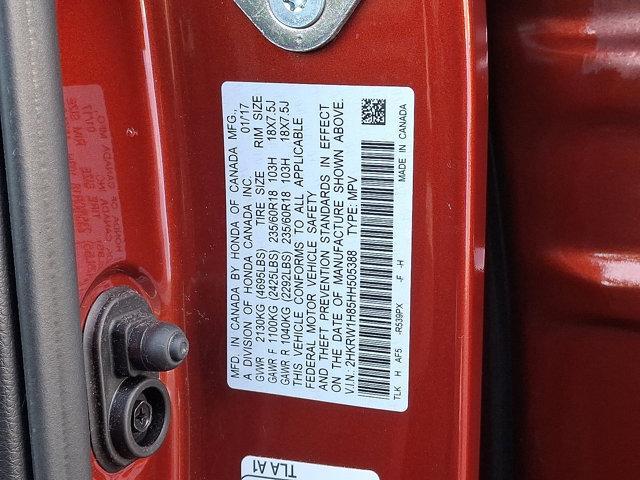 MFD. IN CANADA BY HONDA OF CANADA MFG.,
A DIVISION OF HONDA CANADA INC. 01/17
GVWR 2130KG (4695LBS) TIRE SIZE RIM SIZE
GAWR F 1100KG (2425LBS) 235/60R18 103H 18X7.5J
GAWR R 1040KG (2292LBS) 235/60R18 103H 18X7.5J
THIS VEHICLE CONFORMS TO ALL APPLICABLE
FEDERAL MOTOR VEHICLE SAFETY
AND THEFT PREVENTION STANDARDS IN EFFECT
ON THE DATE OF MANUFACTURE SHOWN ABOVE.
V.I.N: 2HKRW1H85HH505388 TYPE: MPV
TLK H AF5 -R539PX -F -H MADE IN CANADA
TLA A1